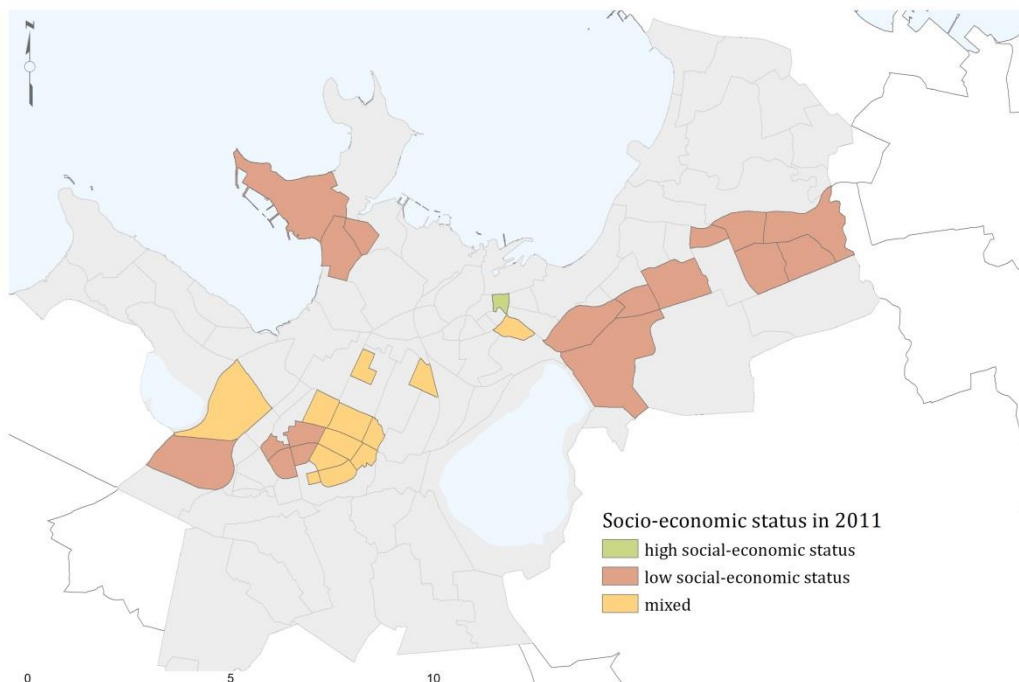 N
Socio-economic status in 2011
high social-economic status
low social-economic status
mixed
0 5 10